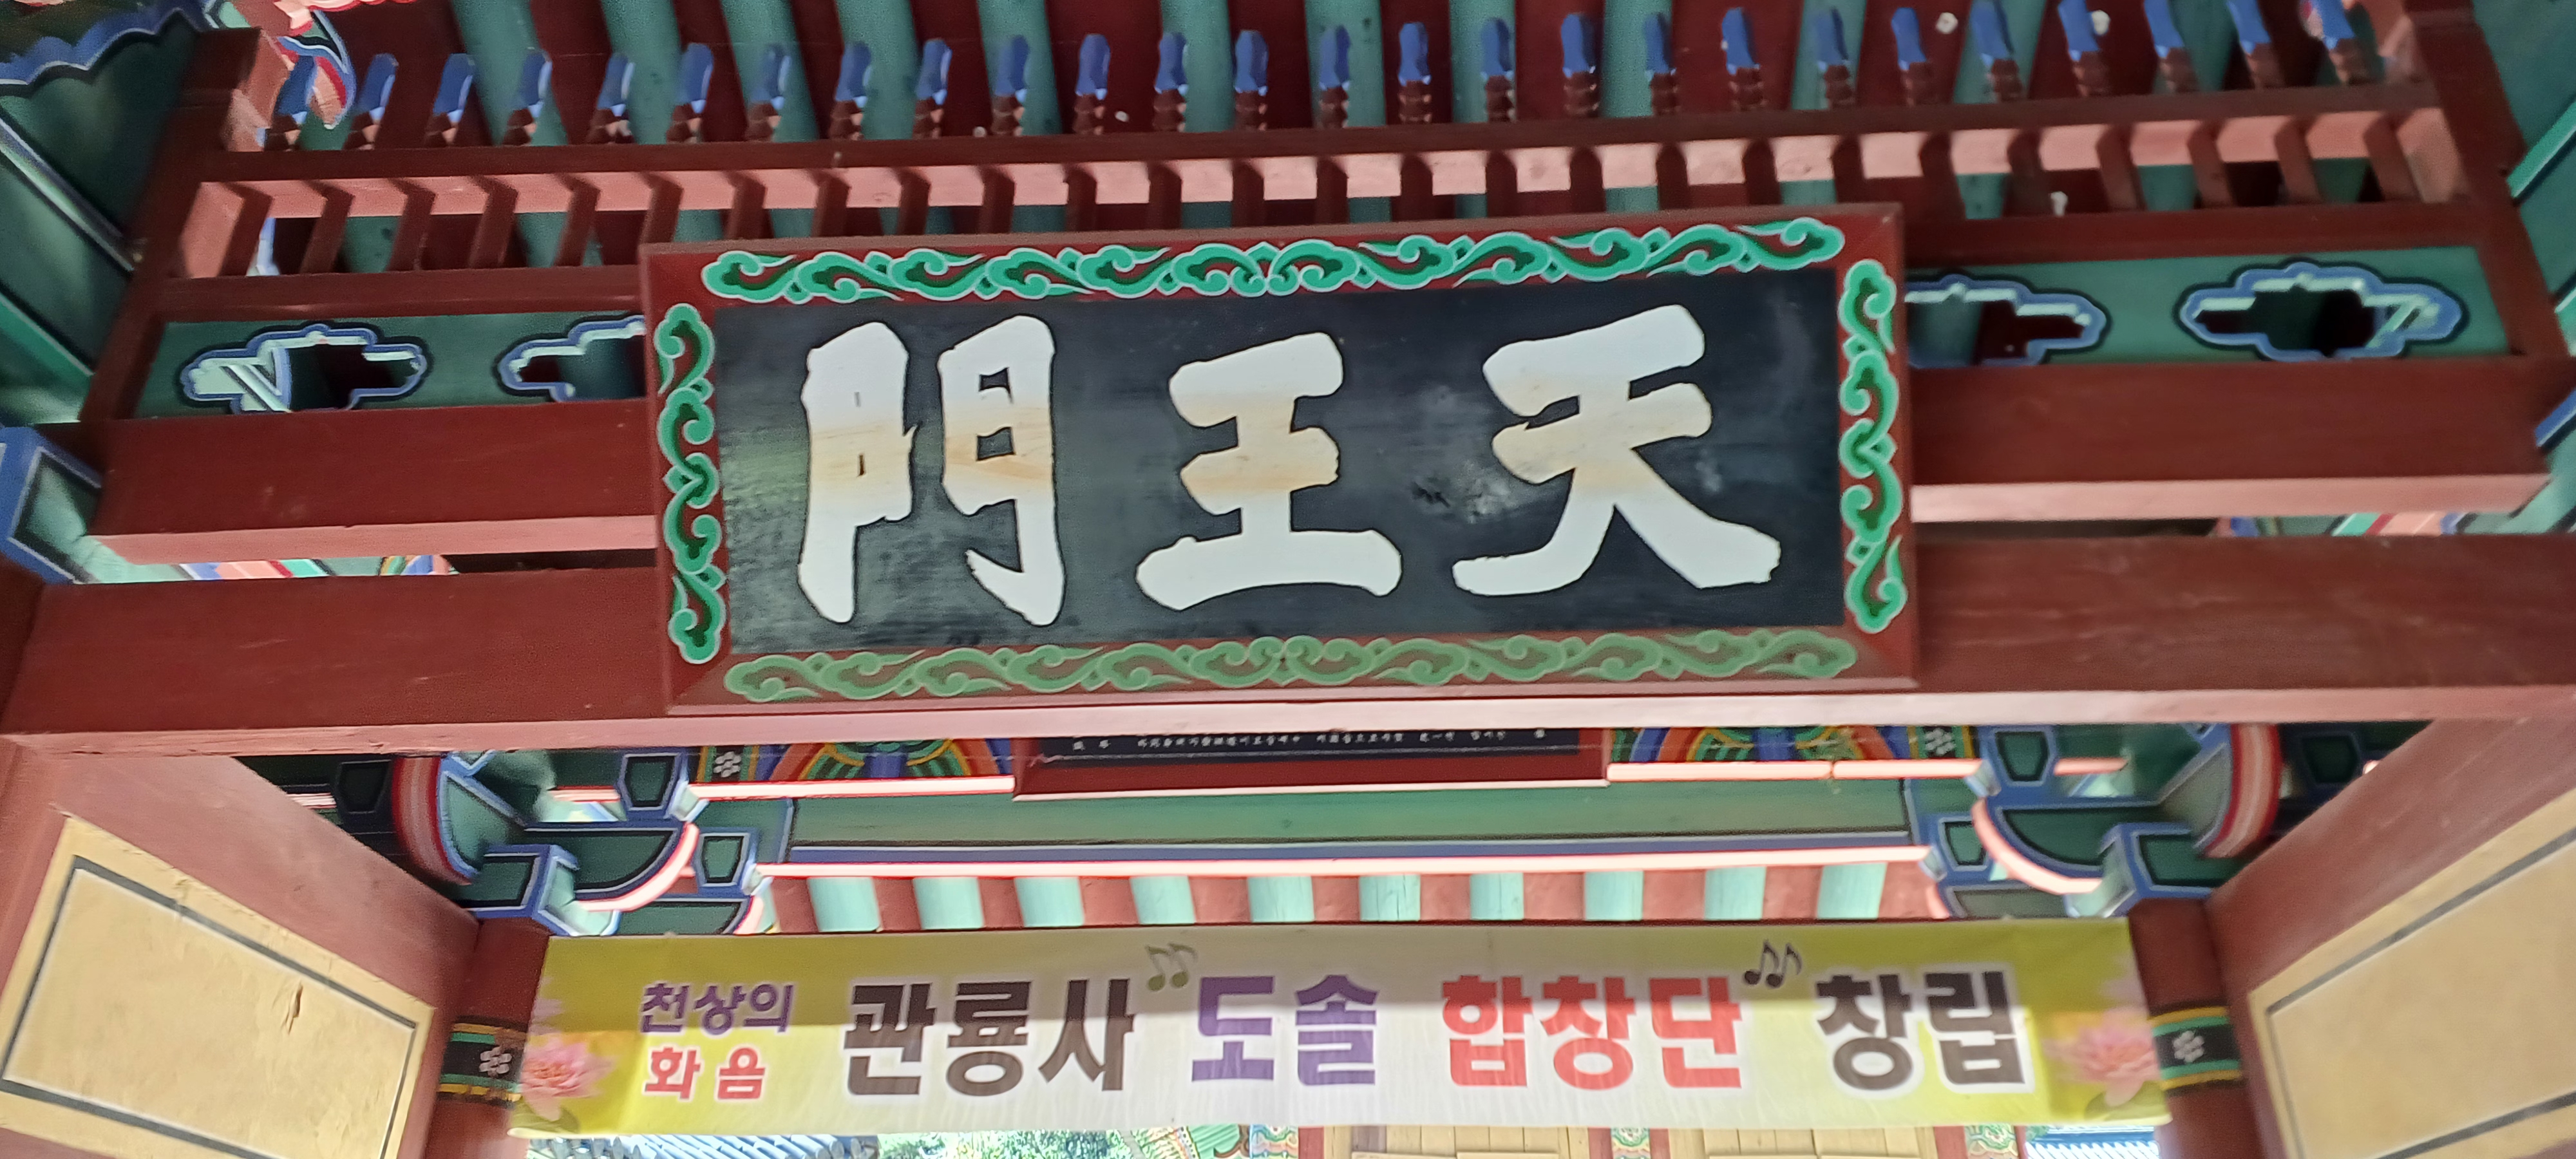 天王門
천상의
화음
관룡사 도솔 합창단 창립